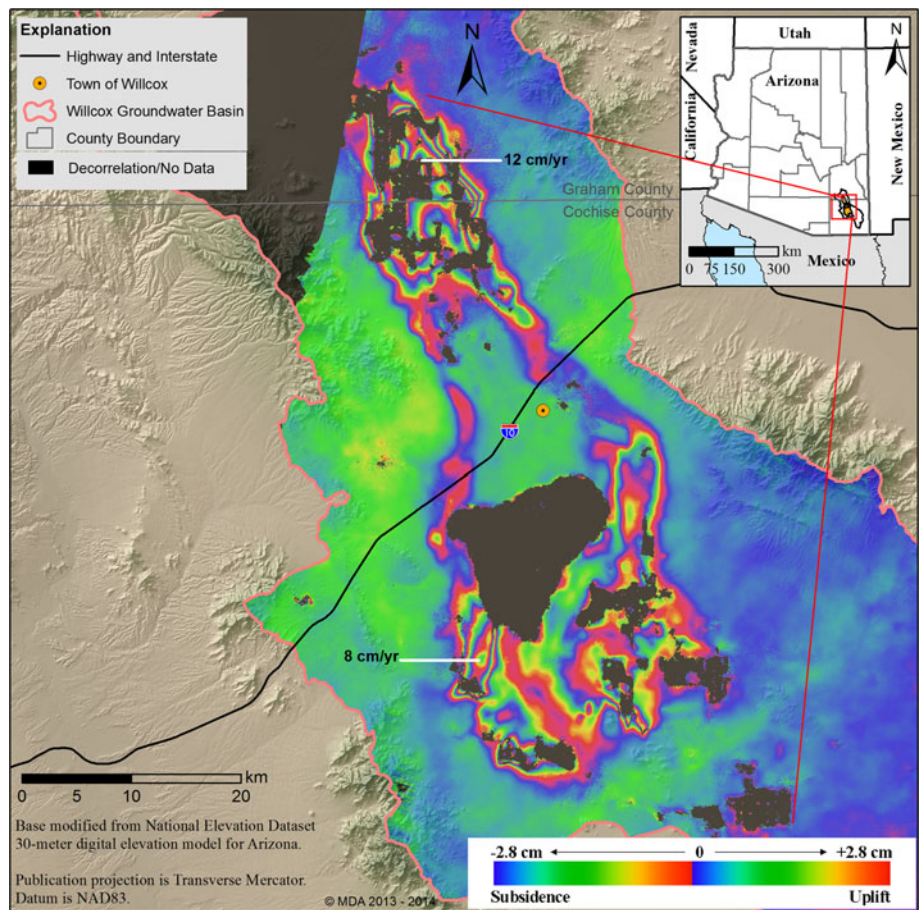 Explanation
Highway and Interstate
Town of Willcox
Willcox Groundwater Basin
County Boundary
Decorrelation/No Data
N
12 cm/yr
Graham County
Cochise County
10
8 cm/yr
Utah
N
Nevada
Arizona
California
New Mexico
km
0 75 150 300
Mexico
km
0 5 10 20
Base modified from National Elevation Dataset
30-meter digital elevation model for Arizona.
Publication projection is Transverse Mercator.
Datum is NAD83.
© MDA 2013 - 2014
-2.8 cm 0 +2.8 cm
Subsidence Uplift